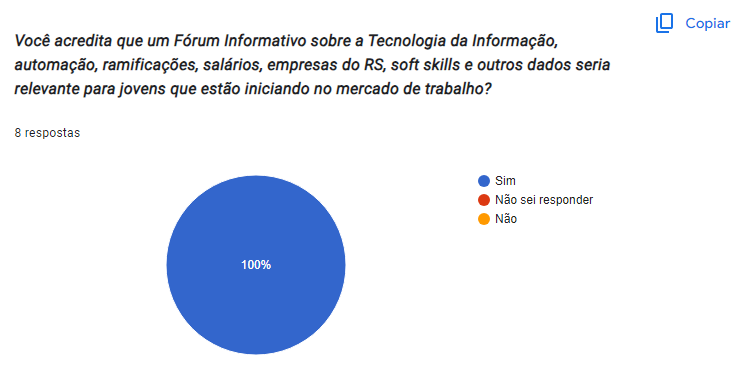 Copiar
Você acredita que um Fórum Informativo sobre a Tecnologia da Informação,
automação, ramificações, salários, empresas do RS, soft skills e outros dados seria
relevante para jovens que estão iniciando no mercado de trabalho?
8 respostas
100%
Sim
Não sei responder
Não